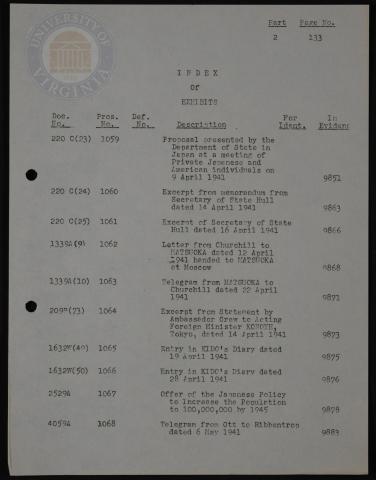 UNIVERSITY OF VIRGINIA
Part Page No.
2 133
I N D E X
Of
EXHIBITS
Doc. Pros. Def. For In
No. No. No. Description Ident. Evidenc
220 C(23) 1059 Proposal presented by the
Department of State in
Japan at a meeting of
Private Japanese and
American individuals on
9 April 1941 9851
220 C(24) 1060 Excerpt from memorandum from
Secretary of State Hull
dated 14 April 1941 9863
220 C(25) 1061 Excerpt of Secretary of State
Hull dated 16 April 1941 9866
1339A(9) 1062 Letter from Churchill to
MATSUOKA dated 12 April
1941 handed to MATSUOKA
at Moscow 9868
1339A(10) 1063 Telegram from MATSUOKA to
Churchill dated 22 April
1941 9871
209P(73) 1064 Excerpt from Statement by
Ambassador Grew to Acting
Foreign Minister KONOYE,
Tokyo, dated 14 April 1941 9873
1632W(49) 1065 Entry in KIDO's Diary dated
19 April 1941 9875
1632W(50) 1066 Entry in KIDO's Diary dated
28 April 1941 9876
2529A 1067 Offer of the Japanese Policy
to Increase the Population
to 100,000,000 by 1945 9878
4059A 1068 Telegram from Ott to Ribbentrop
dated 6 May 1941 9883